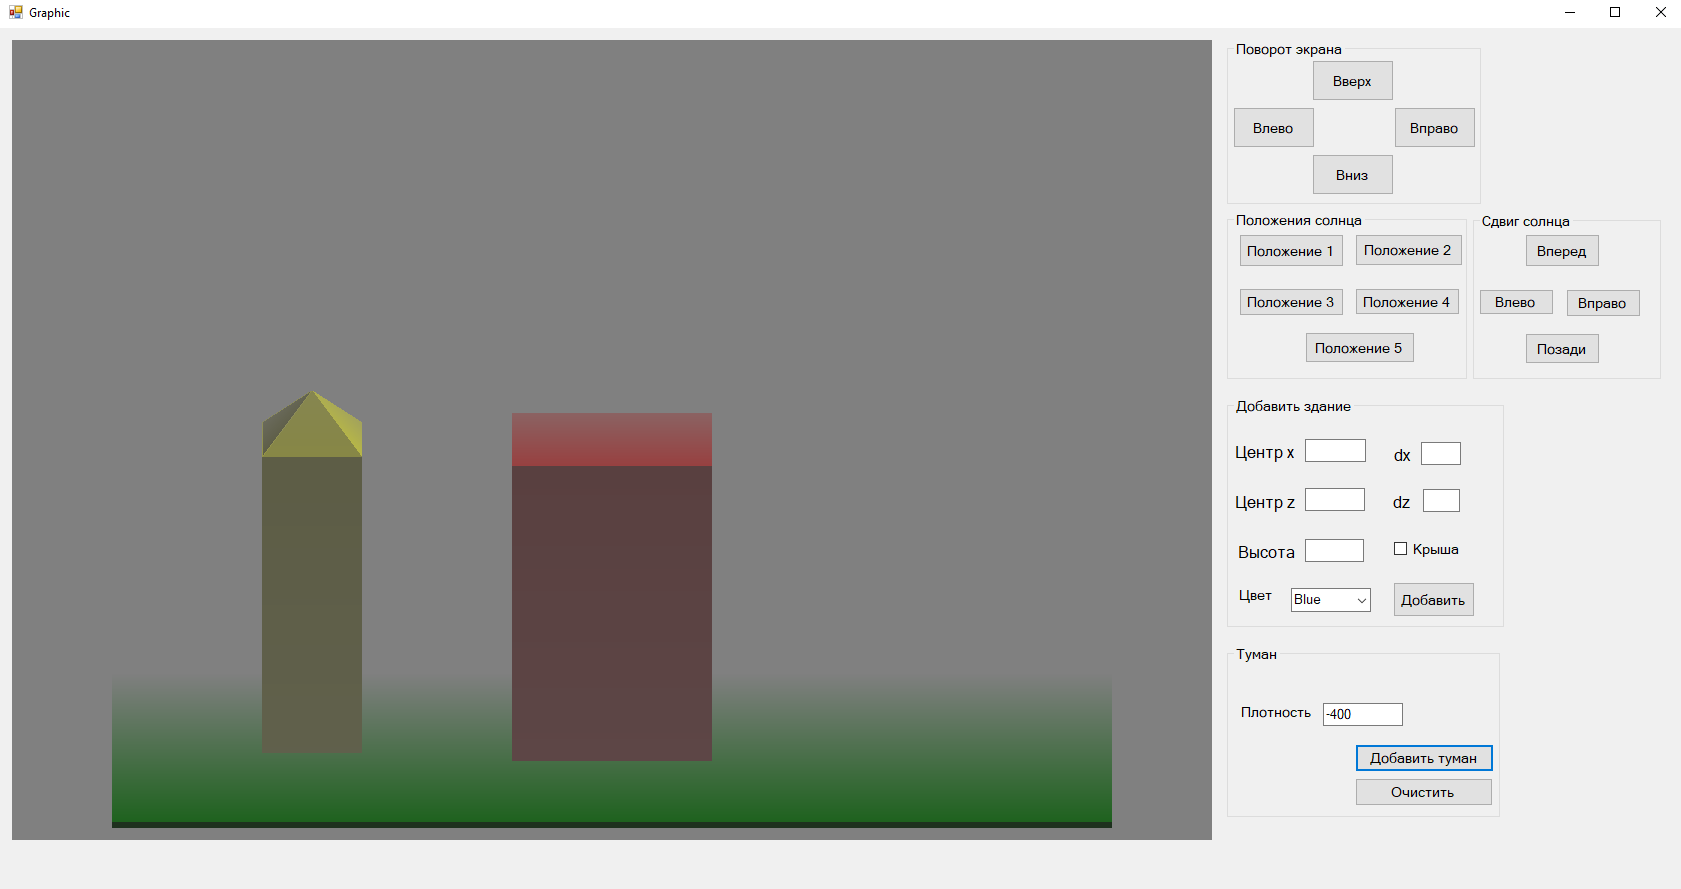 Graphic
Поворот экрана
Вверх
Влево
Вправо
Вниз
Положения солнца
Положение 1
Положение 2
Положение 3
Положение 4
Положение 5
Сдвиг солнца
Вперед
Влево
Вправо
Позади
Добавить здание
Центр x
dx
Центр z
dz
Высота
Крыша
Цвет
Blue
Добавить
Туман
Плотность
-400
Добавить туман
Очистить